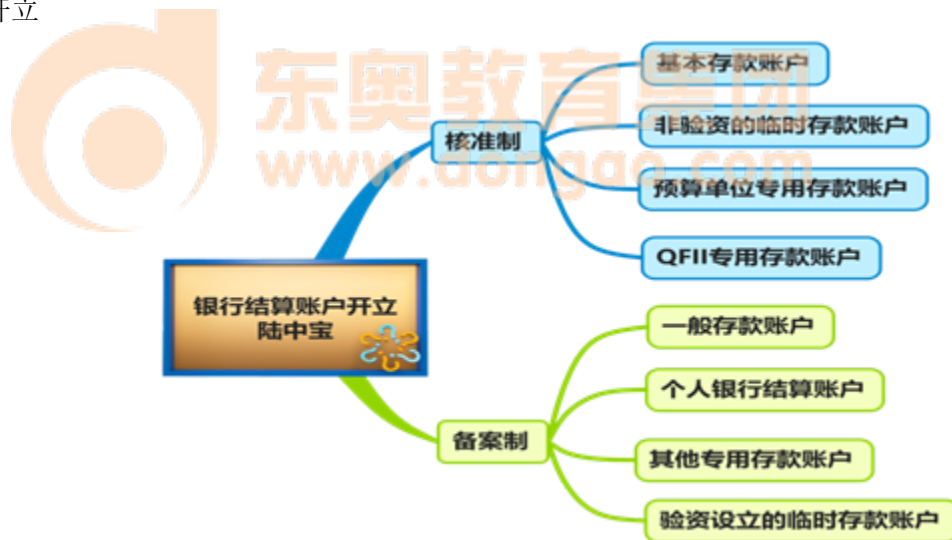 开立
东奥教育集团
www.dongao.com
基本存款账户
非验资的临时存款账户
核准制
预算单位专用存款账户
QFII专用存款账户
银行结算账户开立
陆中宝
一般存款账户
个人银行结算账户
备案制
其他专用存款账户
验资设立的临时存款账户